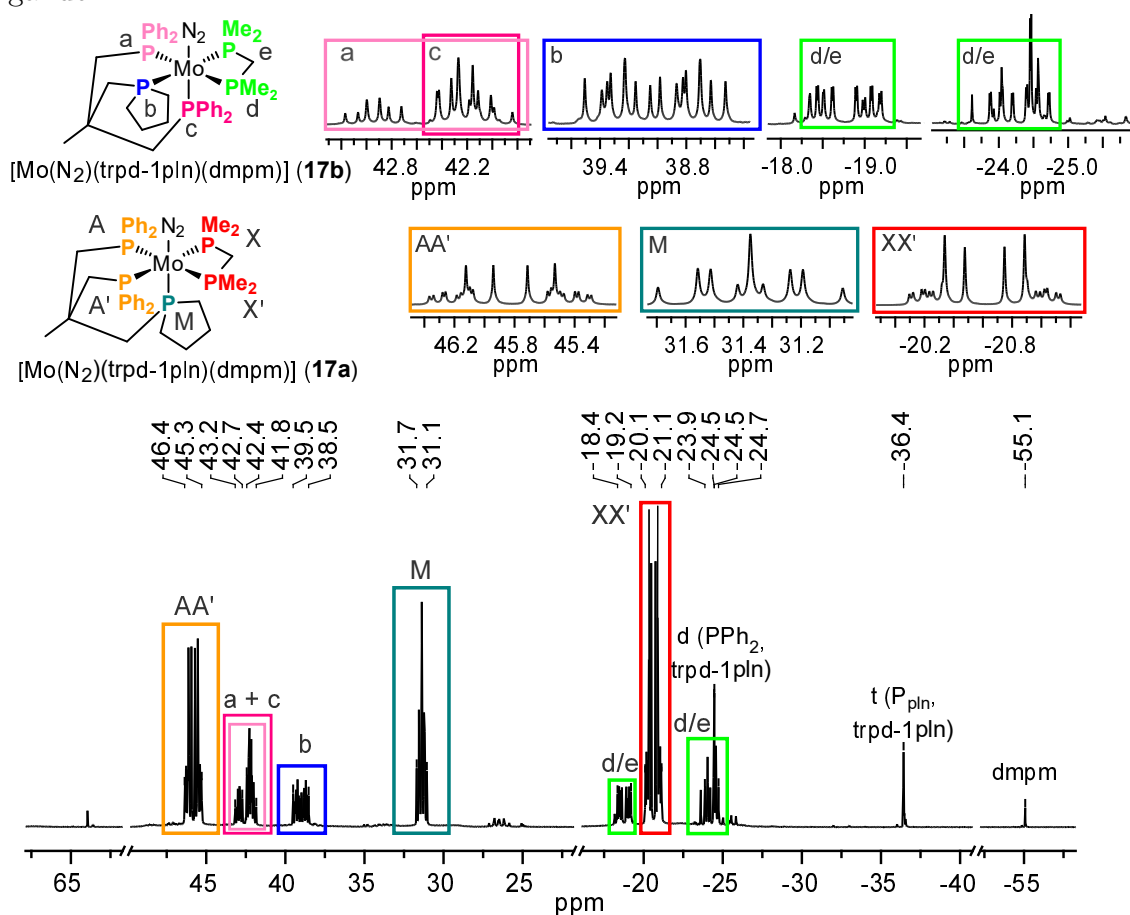 Ph2 N2 Me2
a P P e
Mo
P PMe2
b PPh2 d
c
[Mo(N2)(trpd-1pln)(dmpm)] (17b)
a c b d/e d/e
42.8 42.2 39.4 38.8 -18.0 -19.0 -24.0 -25.0
ppm ppm ppm ppm
A Ph2 N2 Me2 X
P P
Mo
P PMe2
A' Ph2 P X'
M
[Mo(N2)(trpd-1pln)(dmpm)] (17a)
AA' M XX'
46.2 45.8 45.4 31.6 31.4 31.2 -20.2 -20.8
ppm ppm ppm
46.4 45.3 43.2 42.7 42.4 41.8 39.5 38.5 31.7 31.1 -18.4 -19.2 -20.1 -21.1 -23.9 -24.5 -24.5 -24.7 -36.4 -55.1
XX'
M
AA'
d (PPh2,
trpd-1pln)
a + c
t (Ppln,
trpd-1pln)
d/e
b
d/e
dmpm
65 45 40 35 30 25 -20 -25 -30 -35 -40 -55
ppm ppm